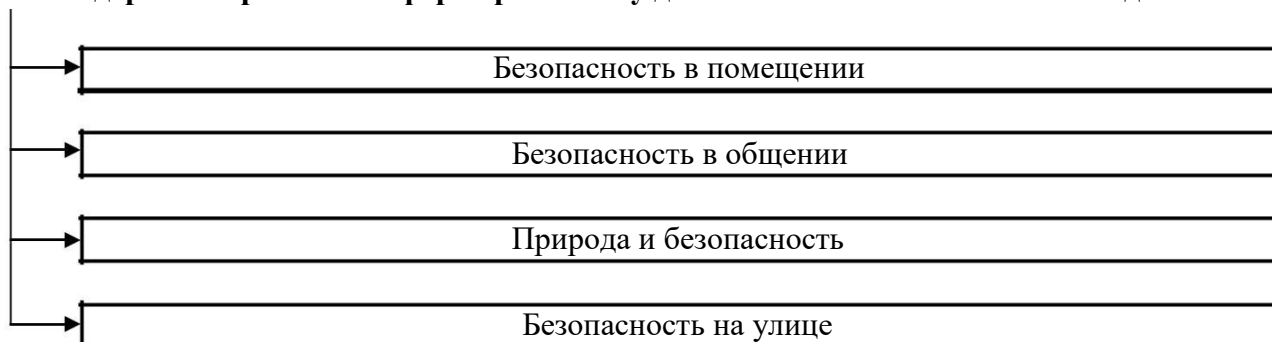 Безопасность в помещении
Безопасность в общении
Природа и безопасность
Безопасность на улице